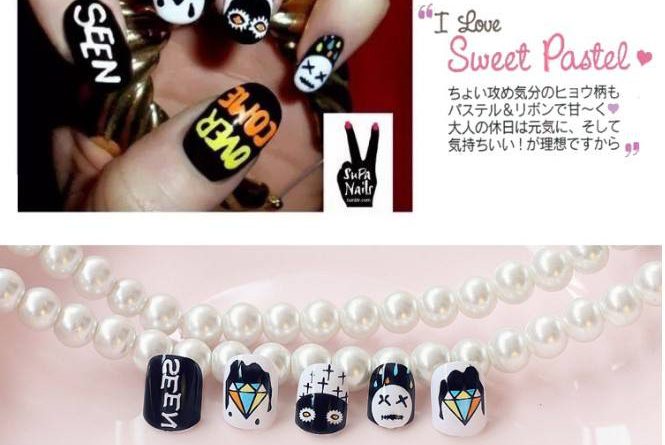 SEEN
OVER
COME
SuPa
NaiLs
tumblr.com
“I Love
Sweet Pastel ♥
ちょい攻め気分のヒョウ柄も
パステル&リボンで甘〜く♥
大人の休日は元気に、そして
気持ちいい!が理想ですから”
SEEN